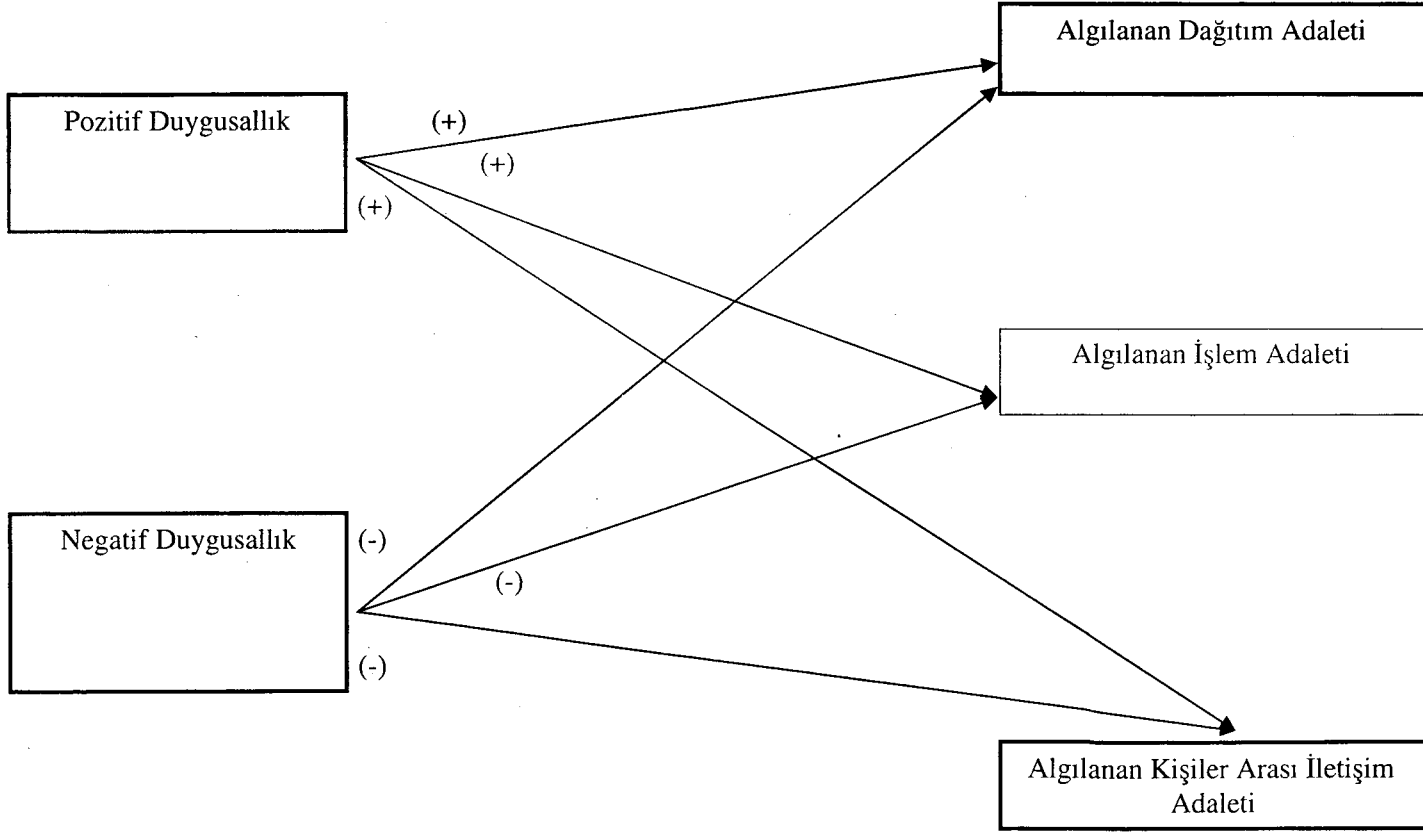 Algılanan Dağıtım Adaleti
Pozitif Duygusallık
(+)
(+)
(+)
Algılanan İşlem Adaleti
Negatif Duygusallık
(-)
(-)
(-)
Algılanan Kişiler Arası İletişim
Adaleti